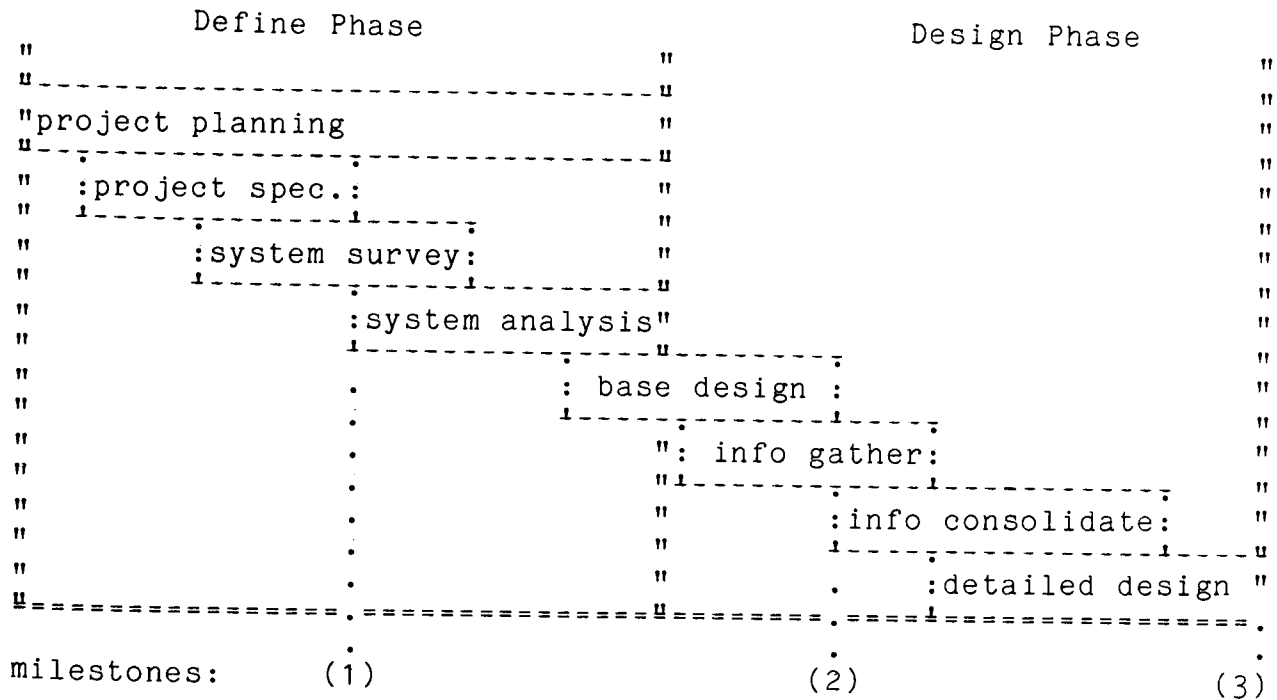 Define Phase Design Phase
project planning
project spec.
system survey
system analysis
base design
info gather
info consolidate
detailed design
milestones: (1) (2) (3)